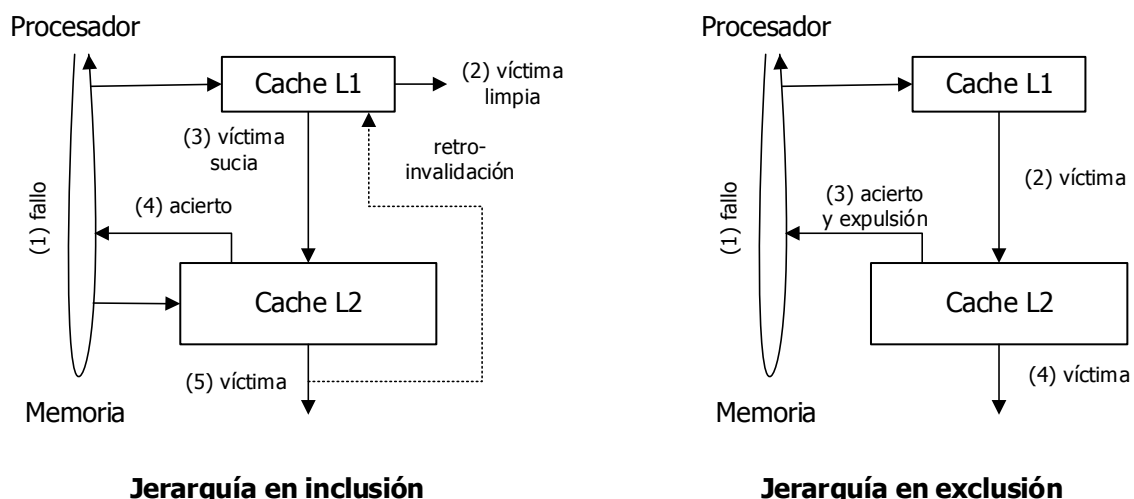 Procesador
Cache L1
(2) víctima
limpia
(3) víctima
sucia
retro-
invalidación
(1) fallo
(4) acierto
Cache L2
(5) víctima
Memoria
Jerarquía en inclusión
Procesador
Cache L1
(2) víctima
(1) fallo
(3) acierto
y expulsión
Cache L2
(4) víctima
Memoria
Jerarquía en exclusión